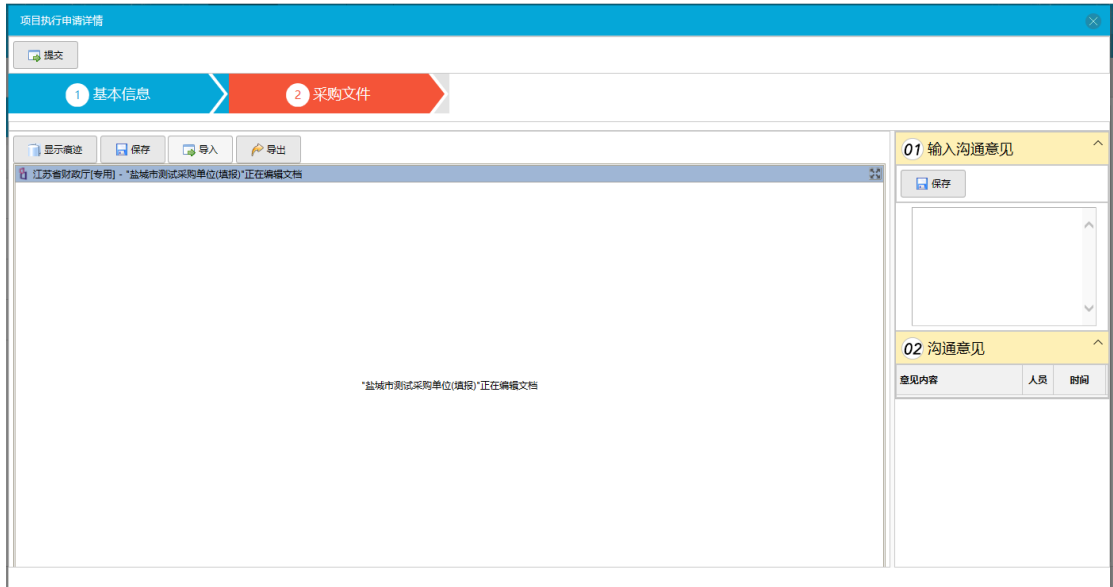 项目执行申请详情
提交
1 基本信息
2 采购文件
显示痕迹 保存 导入 导出
江苏省财政厅[专用] - "盐城市测试采购单位(填报)"正在编辑文档
"盐城市测试采购单位(填报)"正在编辑文档
01 输入沟通意见
保存
02 沟通意见
意见内容 人员 时间